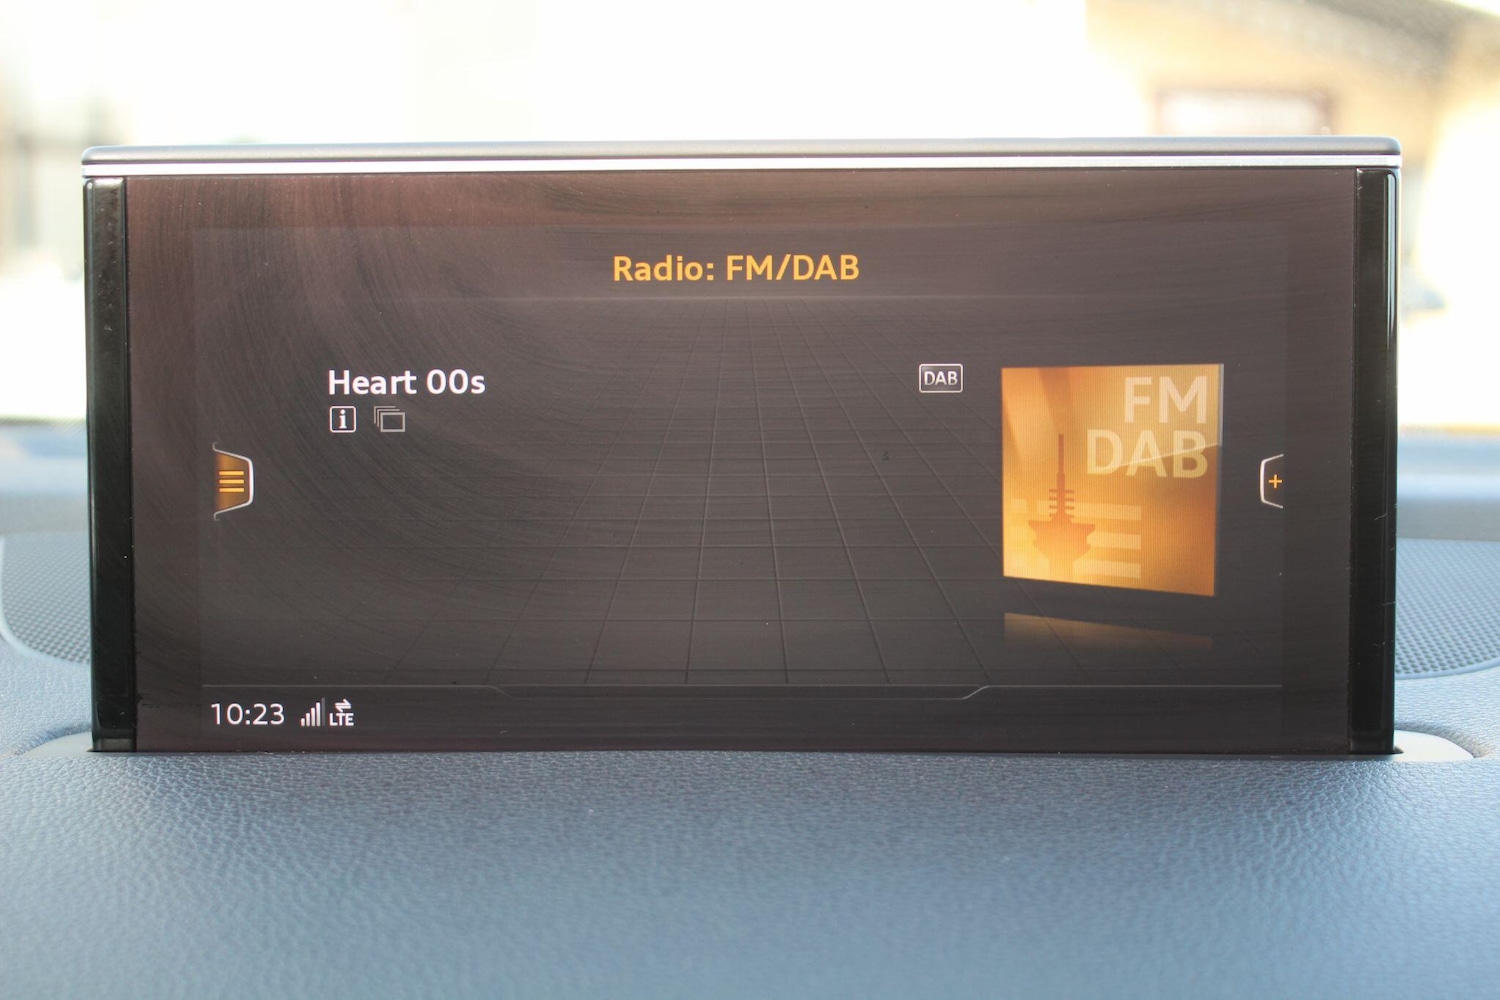 Radio: FM/DAB
Heart 00s
DAB
FM
DAB
10:23 LTE